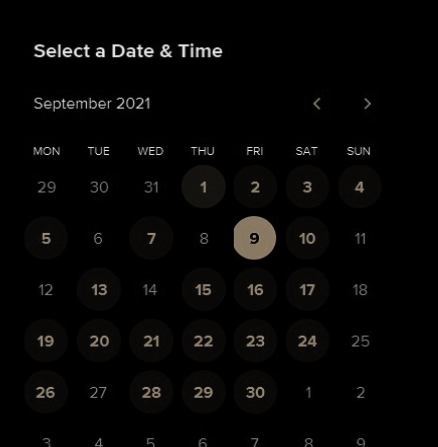 Select a Date & Time
September 2021
MON TUE WED THU FRI SAT SUN
29 30 31 1 2 3 4
5 6 7 8 9 10 11
12 13 14 15 16 17 18
19 20 21 22 23 24 25
26 27 28 29 30 1 2
3 4 5 6 7 8 9